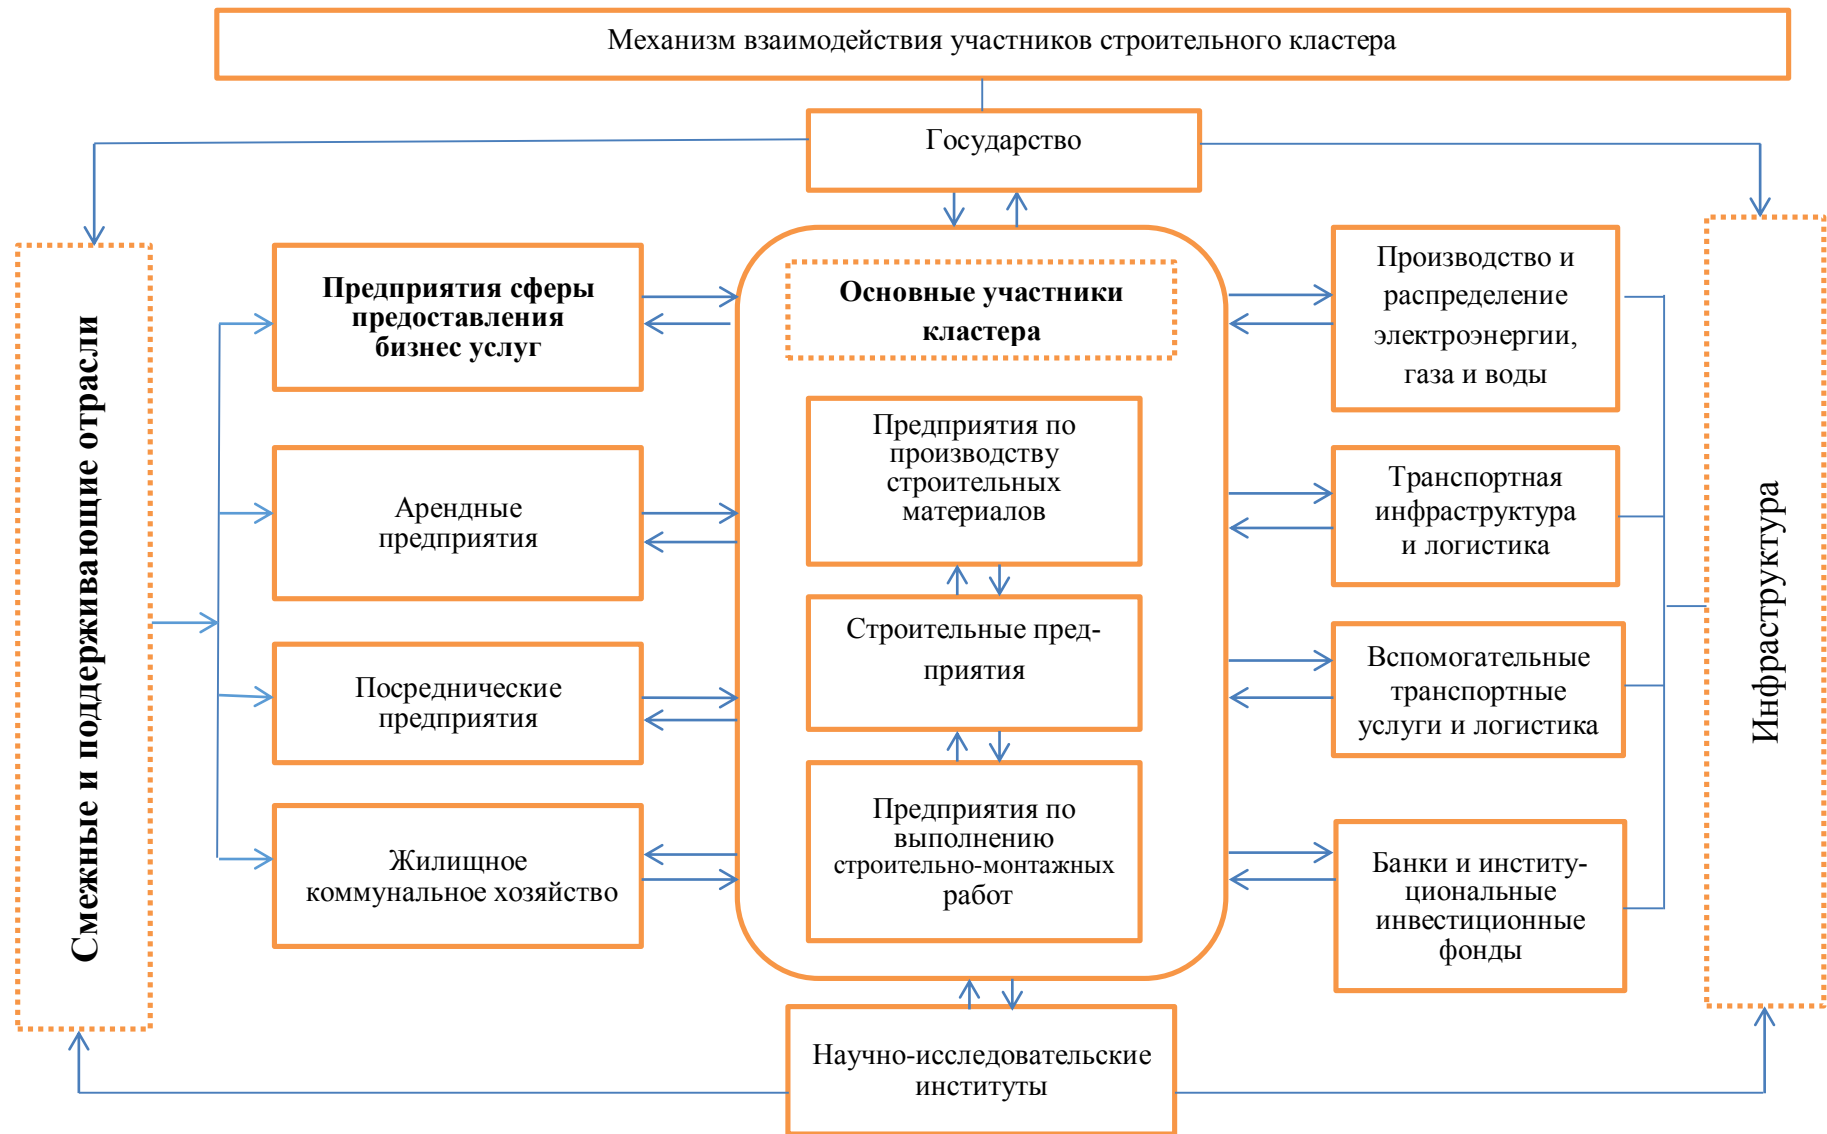 Механизм взаимодействия участников строительного кластера
Государство
Смежные и поддерживающие отрасли
Предприятия сферы
предоставления
бизнес услуг
Арендные
предприятия
Посреднические
предприятия
Жилищное
коммунальное хозяйство
Основные участники
кластера
Предприятия по
производству
строительных
материалов
Строительные пред-
приятия
Предприятия по
выполнению
строительно-монтажных
работ
Производство и
распределение
электроэнергии,
газа и воды
Транспортная
инфраструктура
и логистика
Вспомогательные
транспортные
услуги и логистика
Банки и институ-
циональные
инвестиционные
фонды
Инфраструктура
Научно-исследовательские
институты